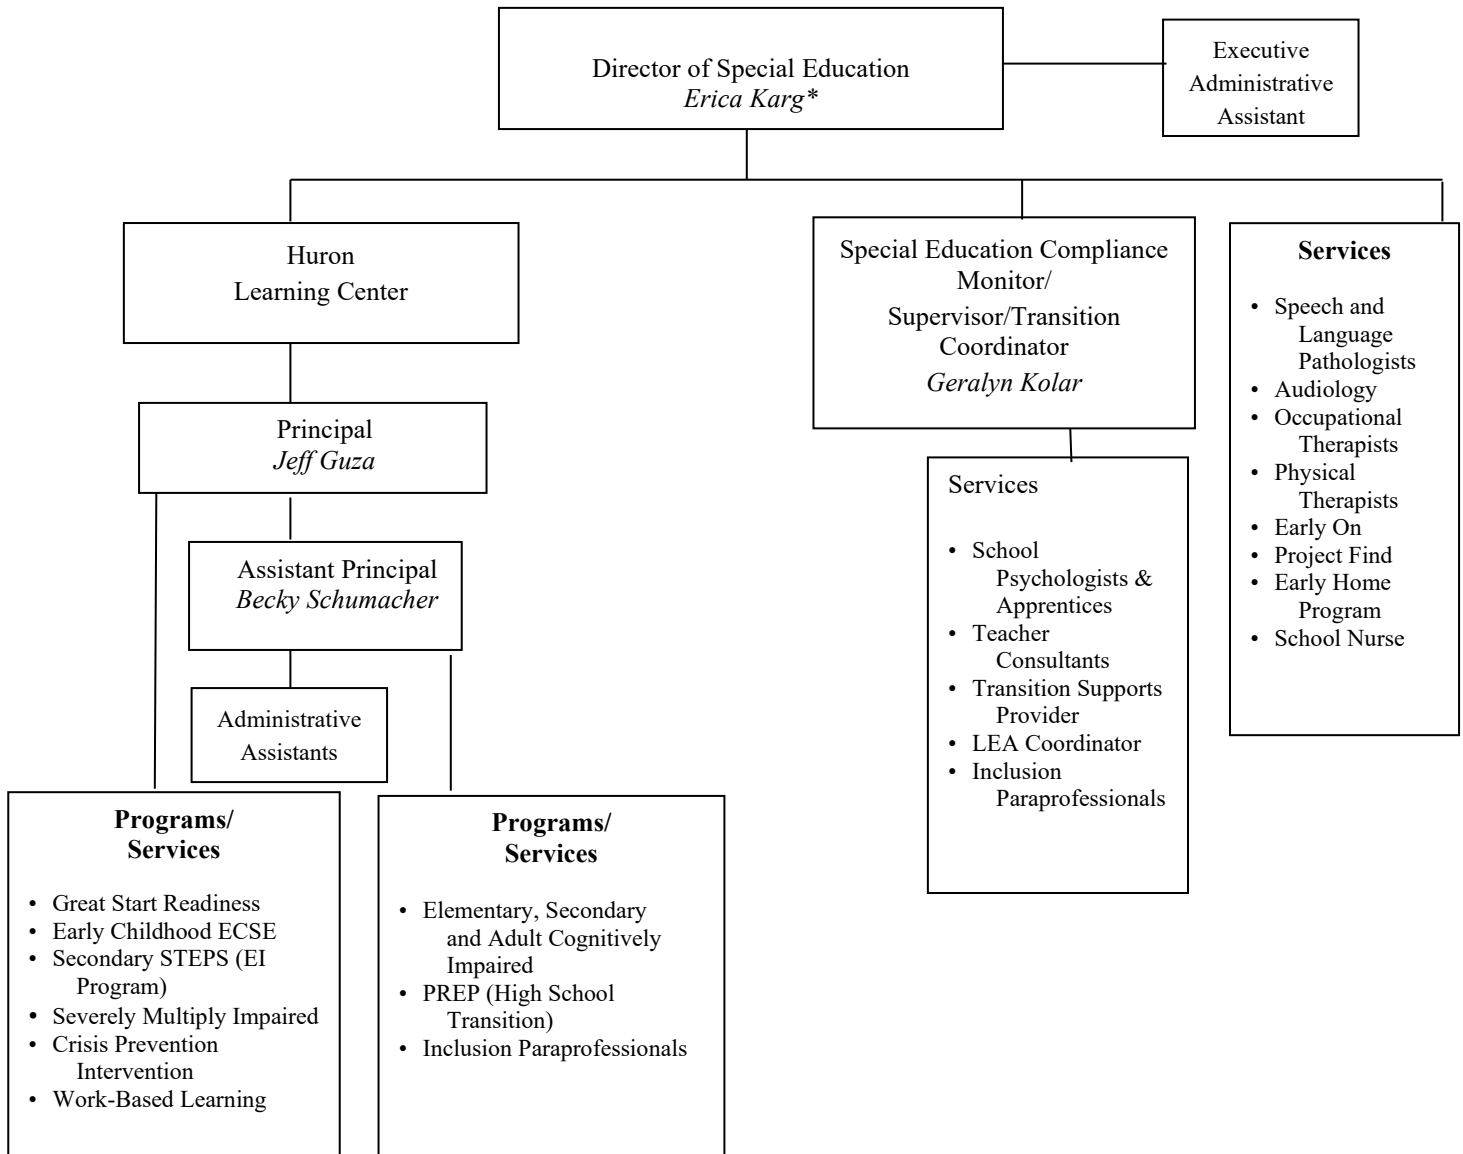 Director of Special Education
Erica Karg*
Executive
Administrative
Assistant
Huron
Learning Center
Principal
Jeff Guza
Assistant Principal
Becky Schumacher
Administrative
Assistants
Programs/
Services
• Great Start Readiness
• Early Childhood ECSE
• Secondary STEPS (EI
Program)
• Severely Multiply Impaired
• Crisis Prevention
Intervention
• Work-Based Learning
Programs/
Services
• Elementary, Secondary
and Adult Cognitively
Impaired
• PREP (High School
Transition)
• Inclusion Paraprofessionals
Special Education Compliance
Monitor/
Supervisor/Transition
Coordinator
Geralyn Kolar
Services
• School
Psychologists &
Apprentices
• Teacher
Consultants
• Transition Supports
Provider
• LEA Coordinator
• Inclusion
Paraprofessionals
Services
• Speech and
Language
Pathologists
• Audiology
• Occupational
Therapists
• Physical
Therapists
• Early On
• Project Find
• Early Home
Program
• School Nurse